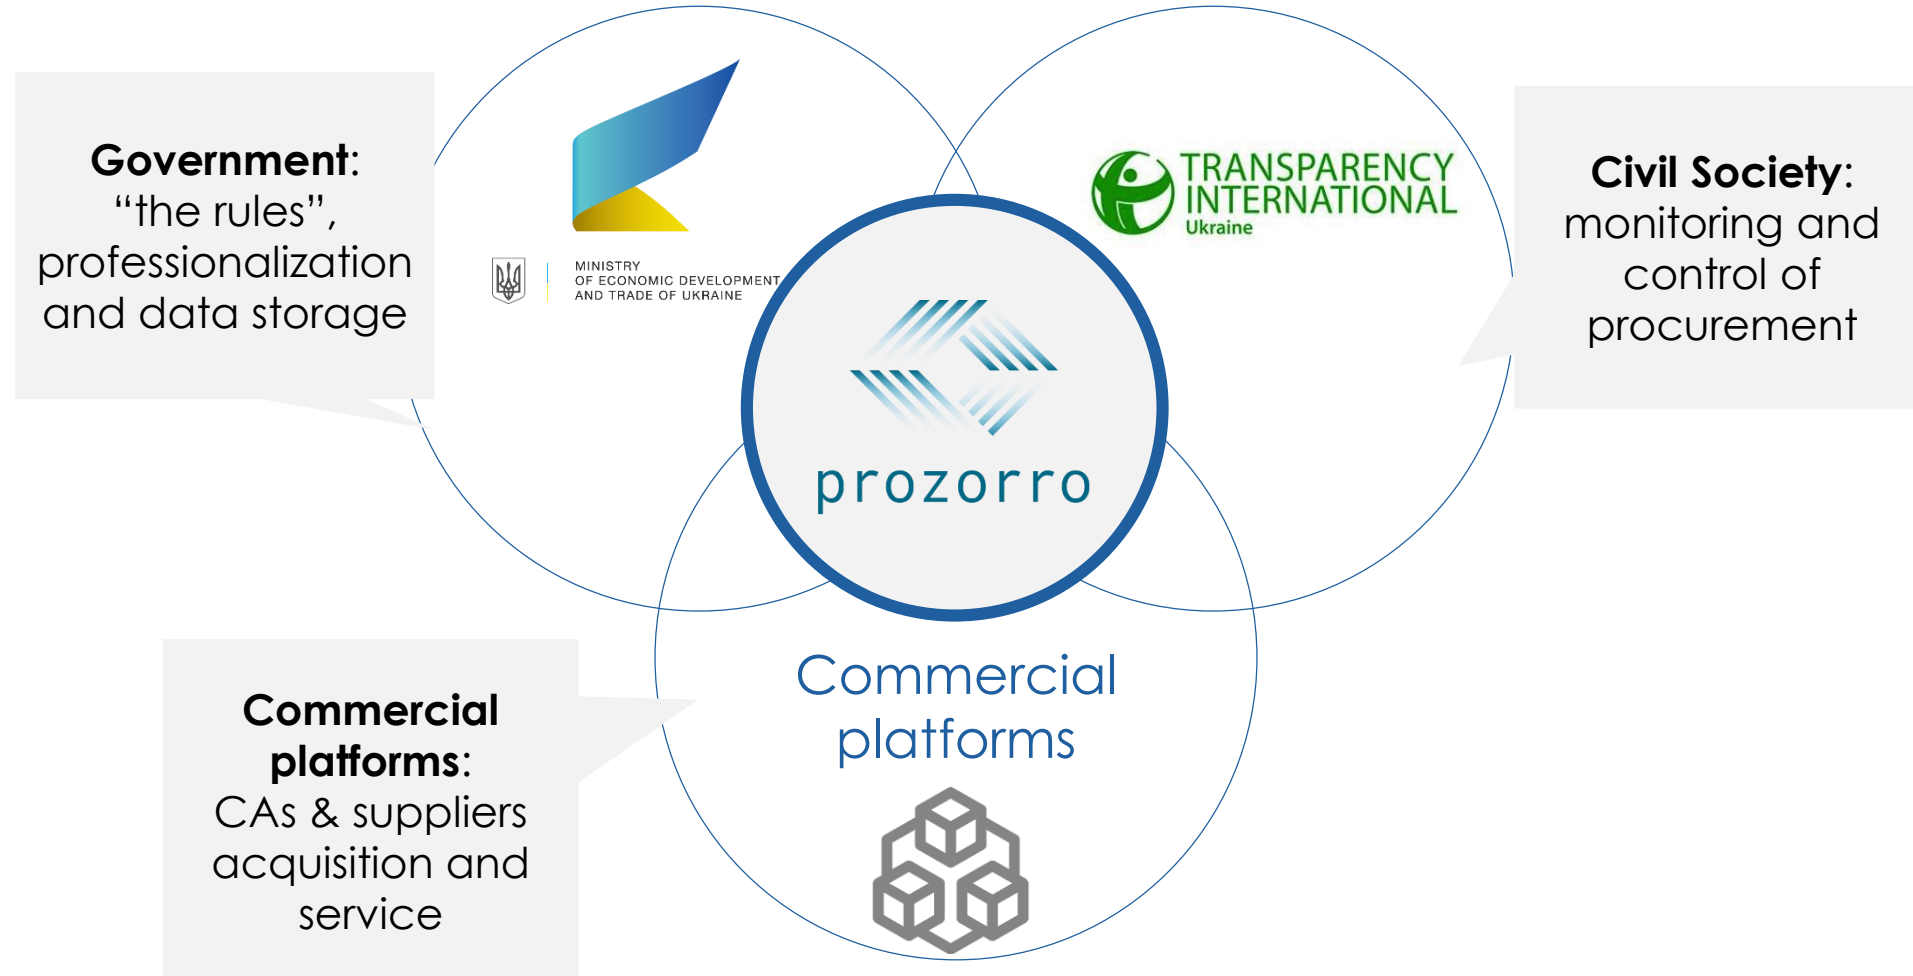 Government:
“the rules”,
professionalization
and data storage
MINISTRY
OF ECONOMIC DEVELOPMENT
AND TRADE OF UKRAINE
TRANSPARENCY
INTERNATIONAL
Ukraine
Civil Society:
monitoring and
control of
procurement
prozorro
Commercial
platforms
Commercial
platforms:
CAs & suppliers
acquisition and
service